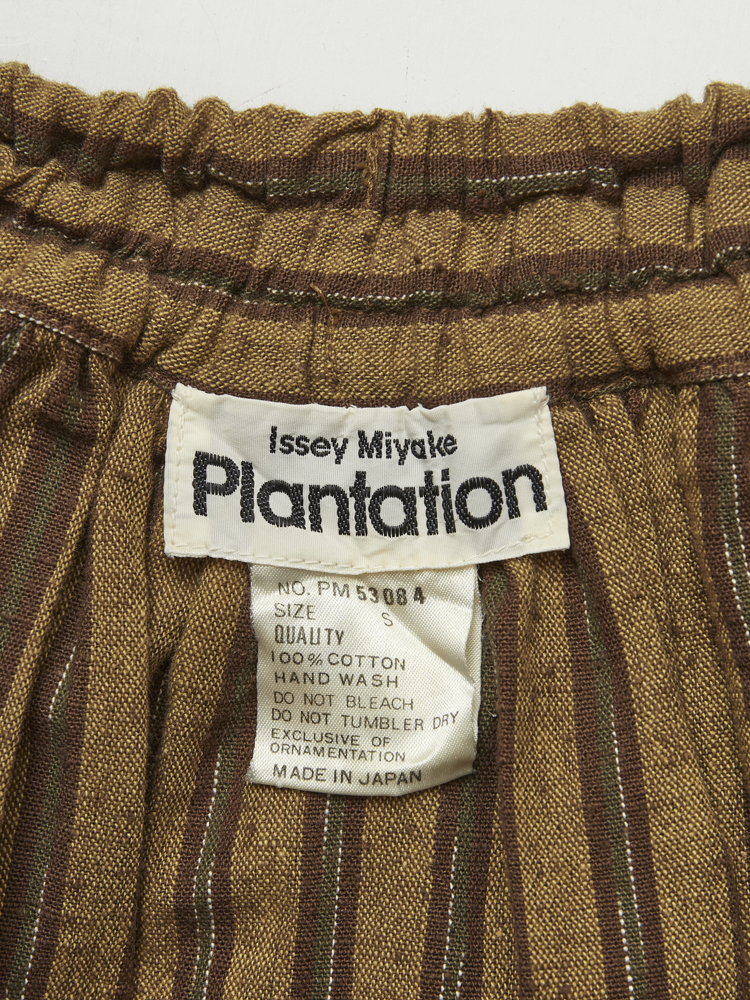 Issey Miyake
Plantation
NO. PM 53084
SIZE S
QUALITY
100% COTTON
HAND WASH
DO NOT BLEACH
DO NOT TUMBLER DRY
EXCLUSIVE OF
ORNAMENTATION
MADE IN JAPAN